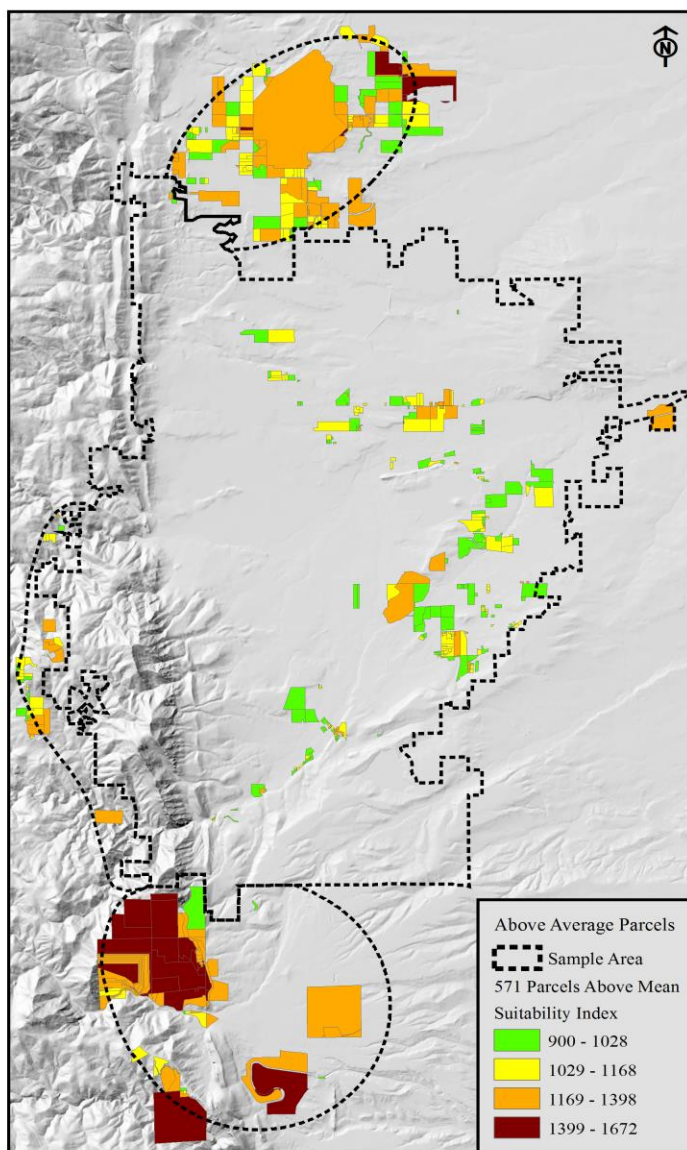 N
Above Average Parcels
Sample Area
571 Parcels Above Mean
Suitability Index
900 - 1028
1029 - 1168
1169 - 1398
1399 - 1672